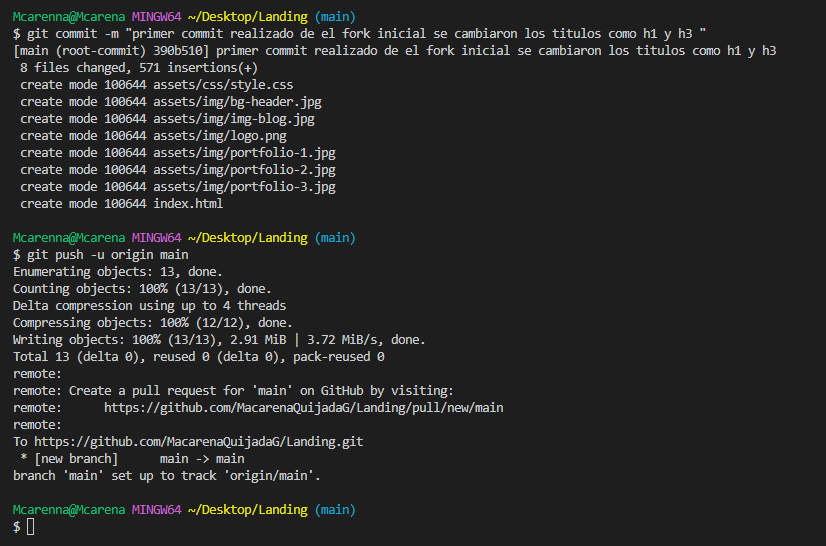 Mcarenna@Mcarena MINGW64 ~/Desktop/Landing (main)
$ git commit -m "primer commit realizado de el fork inicial se cambiaron los titulos como h1 y h3 "
[main (root-commit) 390b510] primer commit realizado de el fork inicial se cambiaron los titulos como h1 y h3
 8 files changed, 571 insertions(+)
 create mode 100644 assets/css/style.css
 create mode 100644 assets/img/bg-header.jpg
 create mode 100644 assets/img/img-blog.jpg
 create mode 100644 assets/img/logo.png
 create mode 100644 assets/img/portfolio-1.jpg
 create mode 100644 assets/img/portfolio-2.jpg
 create mode 100644 assets/img/portfolio-3.jpg
 create mode 100644 index.html
Mcarenna@Mcarena MINGW64 ~/Desktop/Landing (main)
$ git push -u origin main
Enumerating objects: 13, done.
Counting objects: 100% (13/13), done.
Delta compression using up to 4 threads
Compressing objects: 100% (12/12), done.
Writing objects: 100% (13/13), 2.91 MiB | 3.72 MiB/s, done.
Total 13 (delta 0), reused 0 (delta 0), pack-reused 0
remote:
remote: Create a pull request for 'main' on GitHub by visiting:
remote:      https://github.com/MacarenaQuijadaG/Landing/pull/new/main
remote:
To https://github.com/MacarenaQuijadaG/Landing.git
 * [new branch]      main -> main
branch 'main' set up to track 'origin/main'.
Mcarenna@Mcarena MINGW64 ~/Desktop/Landing (main)
$